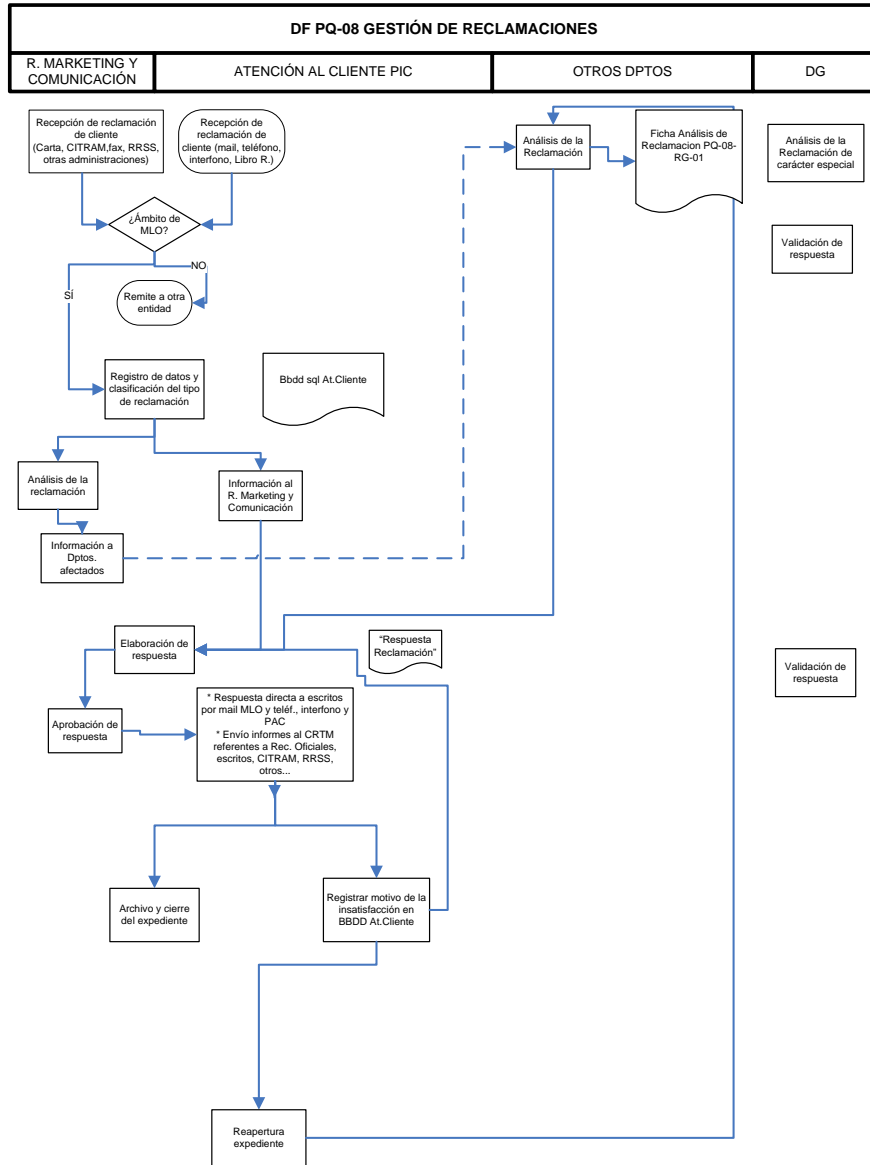 DF PQ-08 GESTIÓN DE RECLAMACIONES
R. MARKETING Y
COMUNICACIÓN
ATENCIÓN AL CLIENTE PIC
OTROS DPTOS
DG
Recepción de reclamación
de cliente
(Carta, CITRAM,fax, RRSS,
otras administraciones)
Recepción de
reclamación de
cliente (mail, teléfono,
interfono, Libro R.)
Análisis de la
Reclamación
Ficha Análisis de
Reclamacion PQ-08-
RG-01
Análisis de la
Reclamación de
carácter especial
¿Ámbito de
MLO?
Validación de
respuesta
NO
SÍ
Remite a otra
entidad
Registro de datos y
clasificación del tipo
de reclamación
Bbdd sql At.Cliente
Análisis de la
reclamación
Información al
R. Marketing y
Comunicación
Información a
Dptos.
afectados
Elaboración de
respuesta
“Respuesta
Reclamación”
Validación de
respuesta
Aprobación de
respuesta
* Respuesta directa a escritos
por mail MLO y teléf., interfono y
PAC
* Envío informes al CRTM
referentes a Rec. Oficiales,
escritos, CITRAM, RRSS,
otros...
Archivo y cierre
del expediente
Registrar motivo de la
insatisfacción en
BBDD At.Cliente
Reapertura
expediente